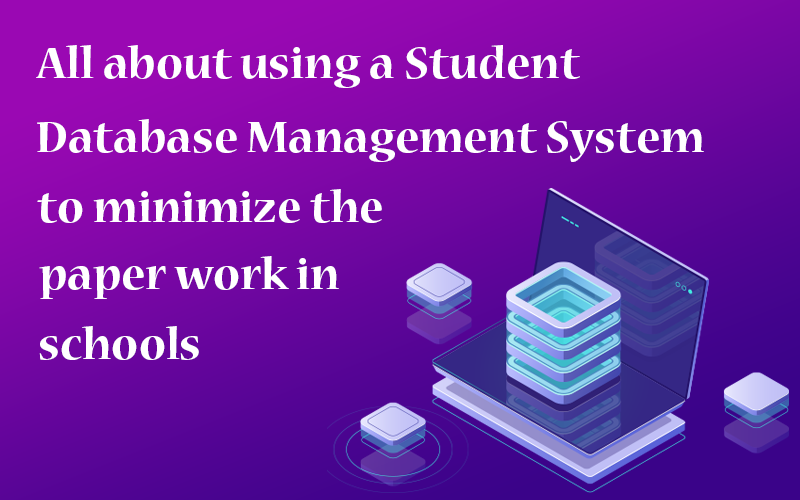 All about using a Student
Database Management System
to minimize the
paper work in
schools